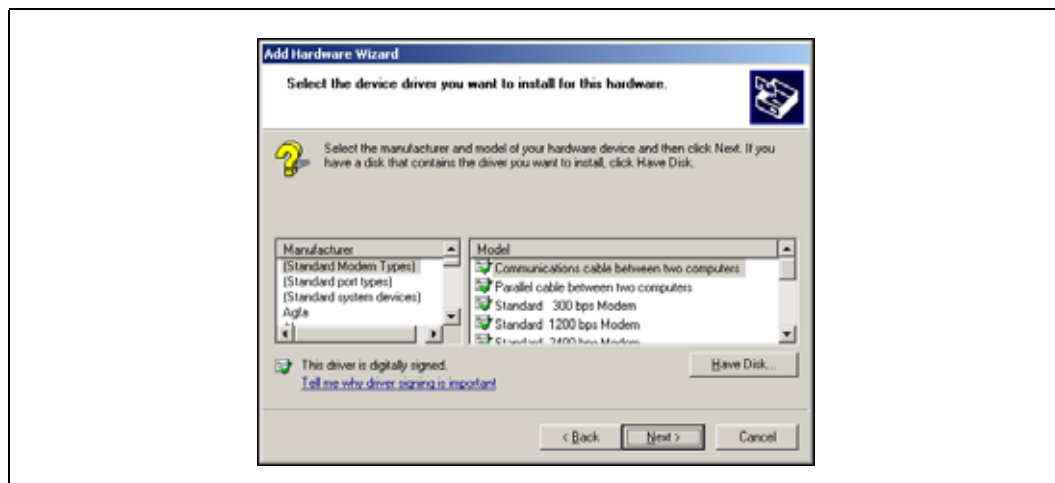 Add Hardware Wizard
Select the device driver you want to install for this hardware.
Select the manufacturer and model of your hardware device and then click Next. If you
have a disk that contains the driver you want to install, click Have Disk.
Manufacturer
(Standard Modem Types)
(Standard port types)
(Standard system devices)
Agfa
Model
Communications cable between two computers
Parallel cable between two computers
Standard 300 bps Modem
Standard 1200 bps Modem
Standard 2400 bps Modem
This driver is digitally signed.
Tell me why driver signing is important
Have Disk...
< Back
Next >
Cancel